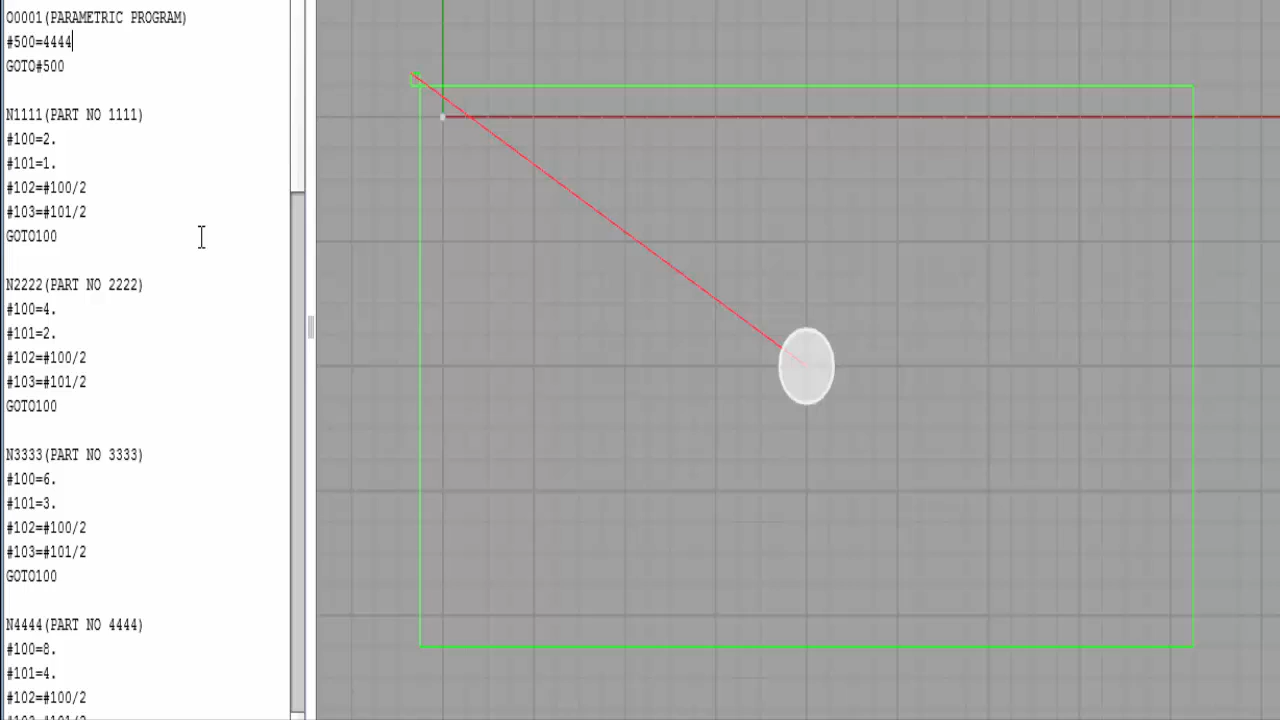 O0001(PARAMETRIC PROGRAM)
#500=4444
GOTO#500
N1111(PART NO 1111)
#100=2.
#101=1.
#102=#100/2
#103=#101/2
GOTO100
N2222(PART NO 2222)
#100=4.
#101=2.
#102=#100/2
#103=#101/2
GOTO100
N3333(PART NO 3333)
#100=6.
#101=3.
#102=#100/2
#103=#101/2
GOTO100
N4444(PART NO 4444)
#100=8.
#101=4.
#102=#100/2
#103=#101/2